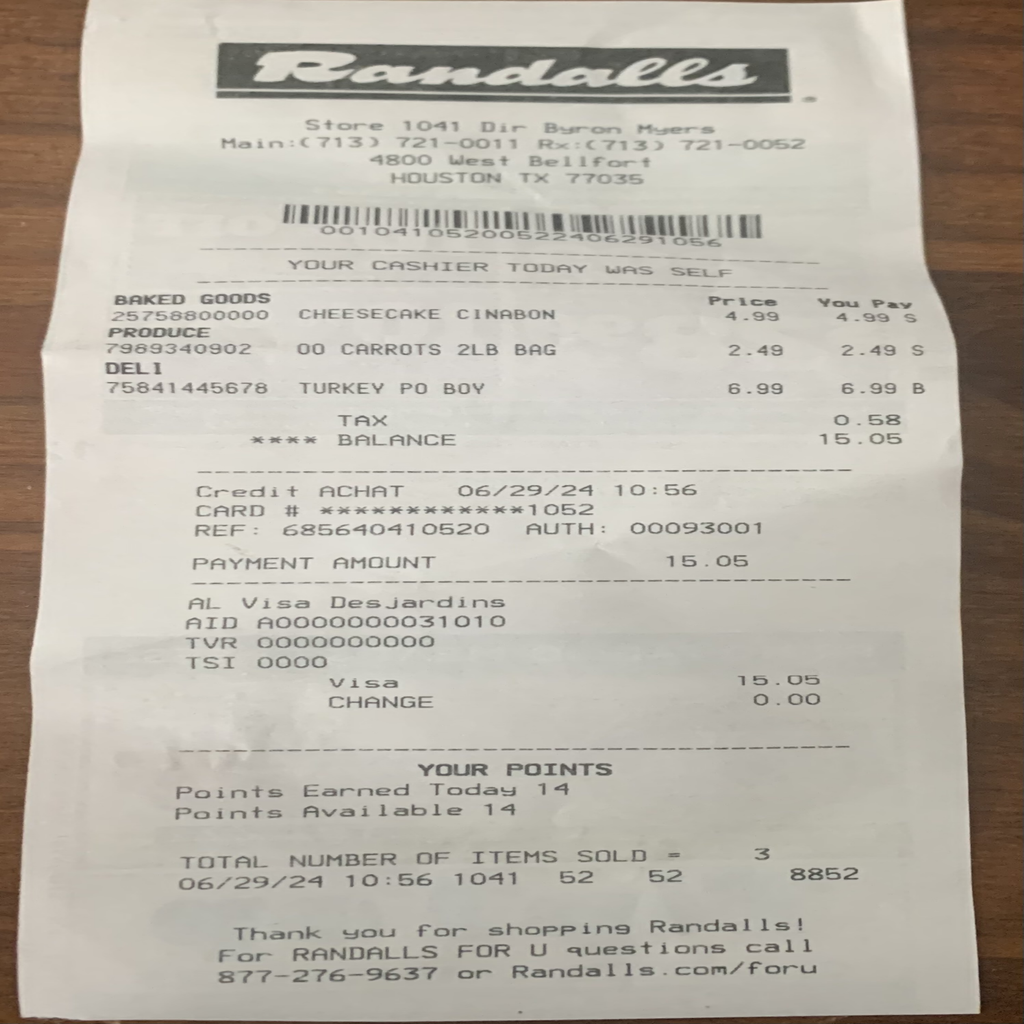 Randalls
Store 1041 Dir Byron Myers
Main:(713) 721-0011 Rx:(713) 721-0052
4800 West Bellfort
HOUSTON TX 77035
00104105200522406291056
YOUR CASHIER TODAY WAS SELF
Price You Pay
BAKED GOODS
25758800000 CHEESECAKE CINABON 4.99 4.99 S
PRODUCE
7989340902 OO CARROTS 2LB BAG 2.49 2.49 S
DELI
75841445678 TURKEY PO BOY 6.99 6.99 B
TAX 0.58
**** BALANCE 15.05
Credit ACHAT 06/29/24 10:56
CARD # ************1052
REF: 685640410520 AUTH: 00093001
PAYMENT AMOUNT 15.05
AL Visa Desjardins
AID A0000000031010
TVR 0000000000
TSI 0000
Visa 15.05
CHANGE 0.00
YOUR POINTS
Points Earned Today 14
Points Available 14
TOTAL NUMBER OF ITEMS SOLD = 3
06/29/24 10:56 1041 52 52 8852
Thank you for shopping Randalls!
For RANDALLS FOR U questions call
877-276-9637 or Randalls.com/foru